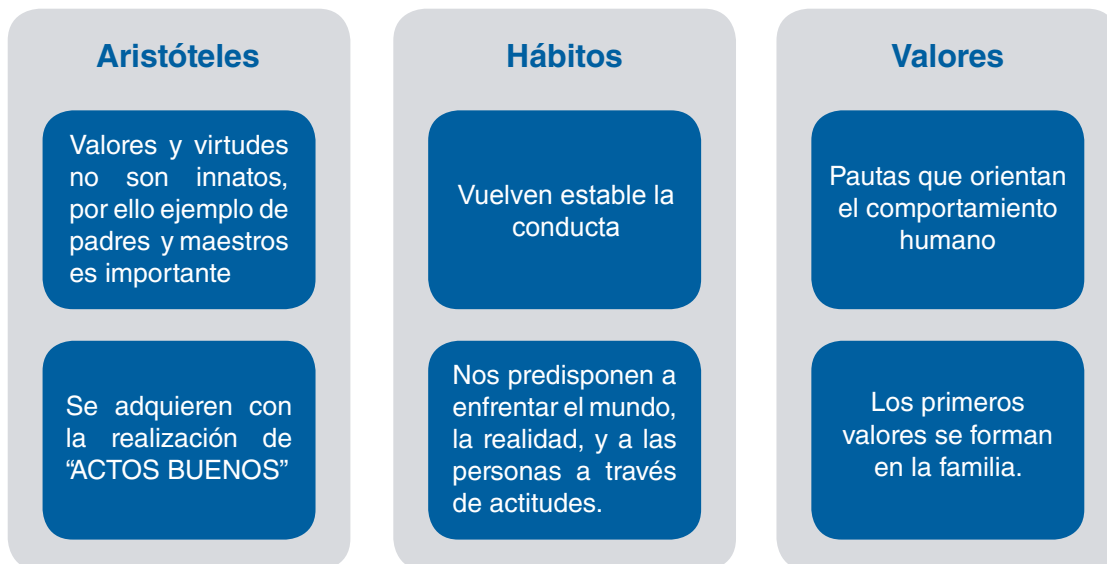 Aristóteles
Valores y virtudes
no son innatos,
por ello ejemplo de
padres y maestros
es importante
Se adquieren con
la realización de
“ACTOS BUENOS”
Hábitos
Vuelven estable la
conducta
Nos predisponen a
enfrentar el mundo,
la realidad, y a las
personas a través
de actitudes.
Valores
Pautas que orientan
el comportamiento
humano
Los primeros
valores se forman
en la familia.